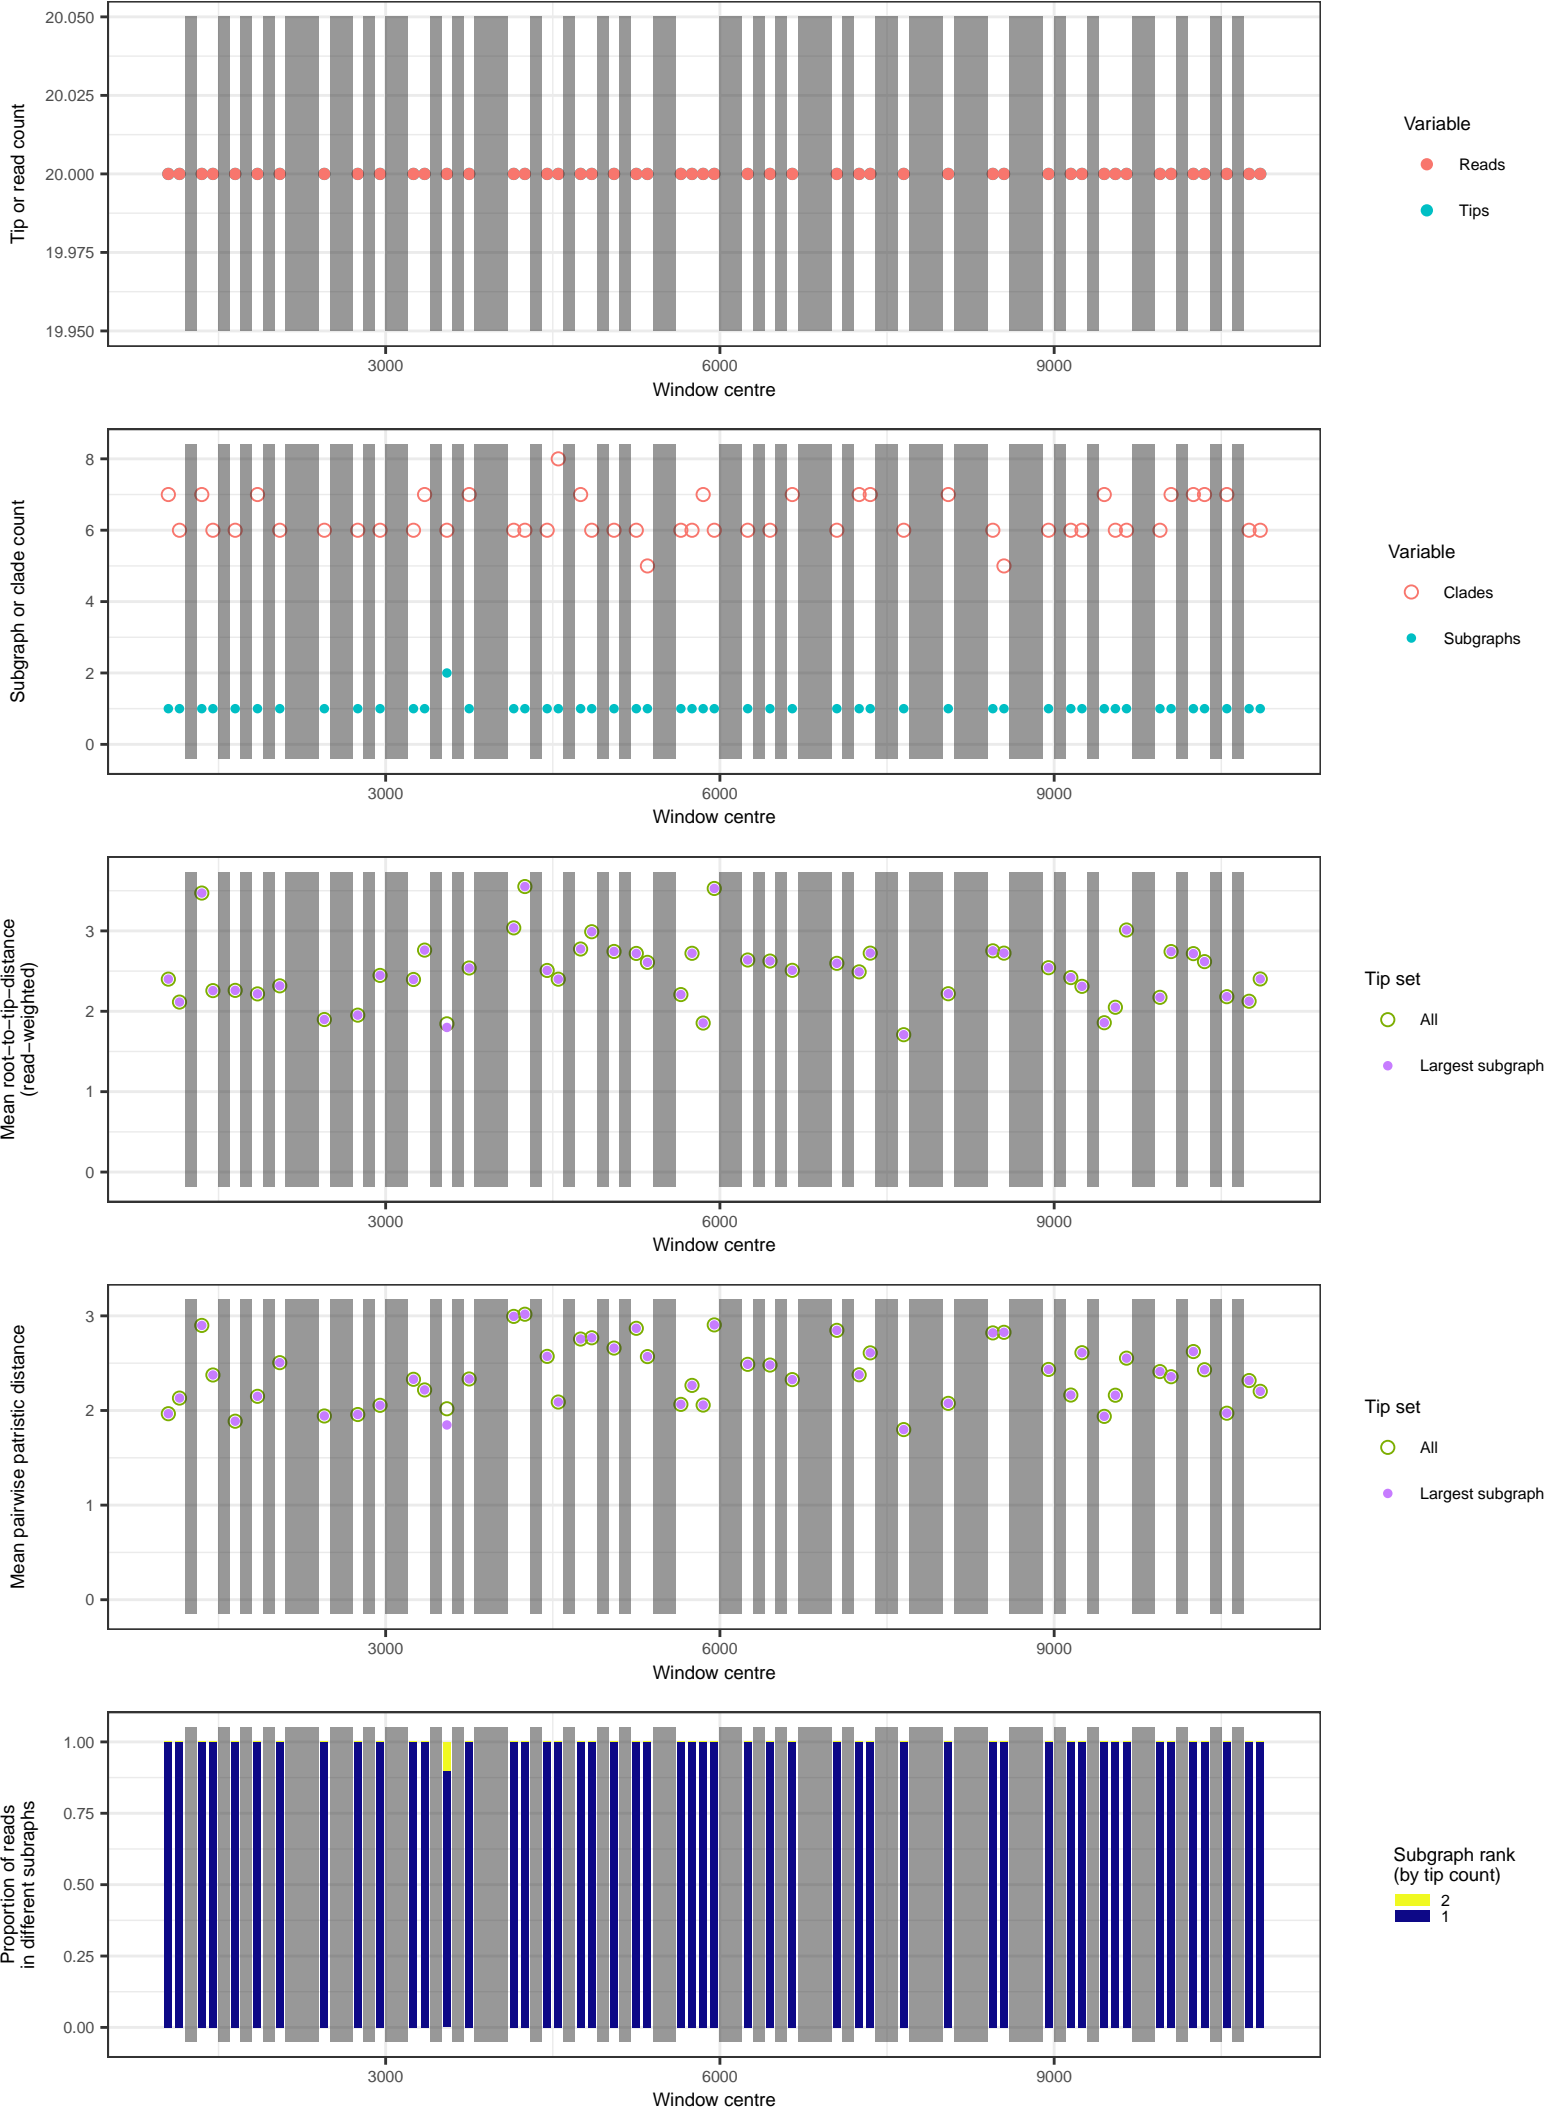 20.050
20.025
20.000
19.975
19.950
Tip or read count
3000
6000
9000
Window centre
Variable
Reads
Tips
8
6
4
2
0
Subgraph or clade count
3000
6000
9000
Window centre
Variable
Clades
Subgraphs
3
2
1
0
Mean root−to−tip−distance
(read−weighted)
3000
6000
9000
Window centre
Tip set
All
Largest subgraph
3
2
1
0
Mean pairwise patristic distance
3000
6000
9000
Window centre
Tip set
All
Largest subgraph
1.00
0.75
0.50
0.25
0.00
Proportion of reads
in different subraphs
3000
6000
9000
Window centre
Subgraph rank
(by tip count)
2
1